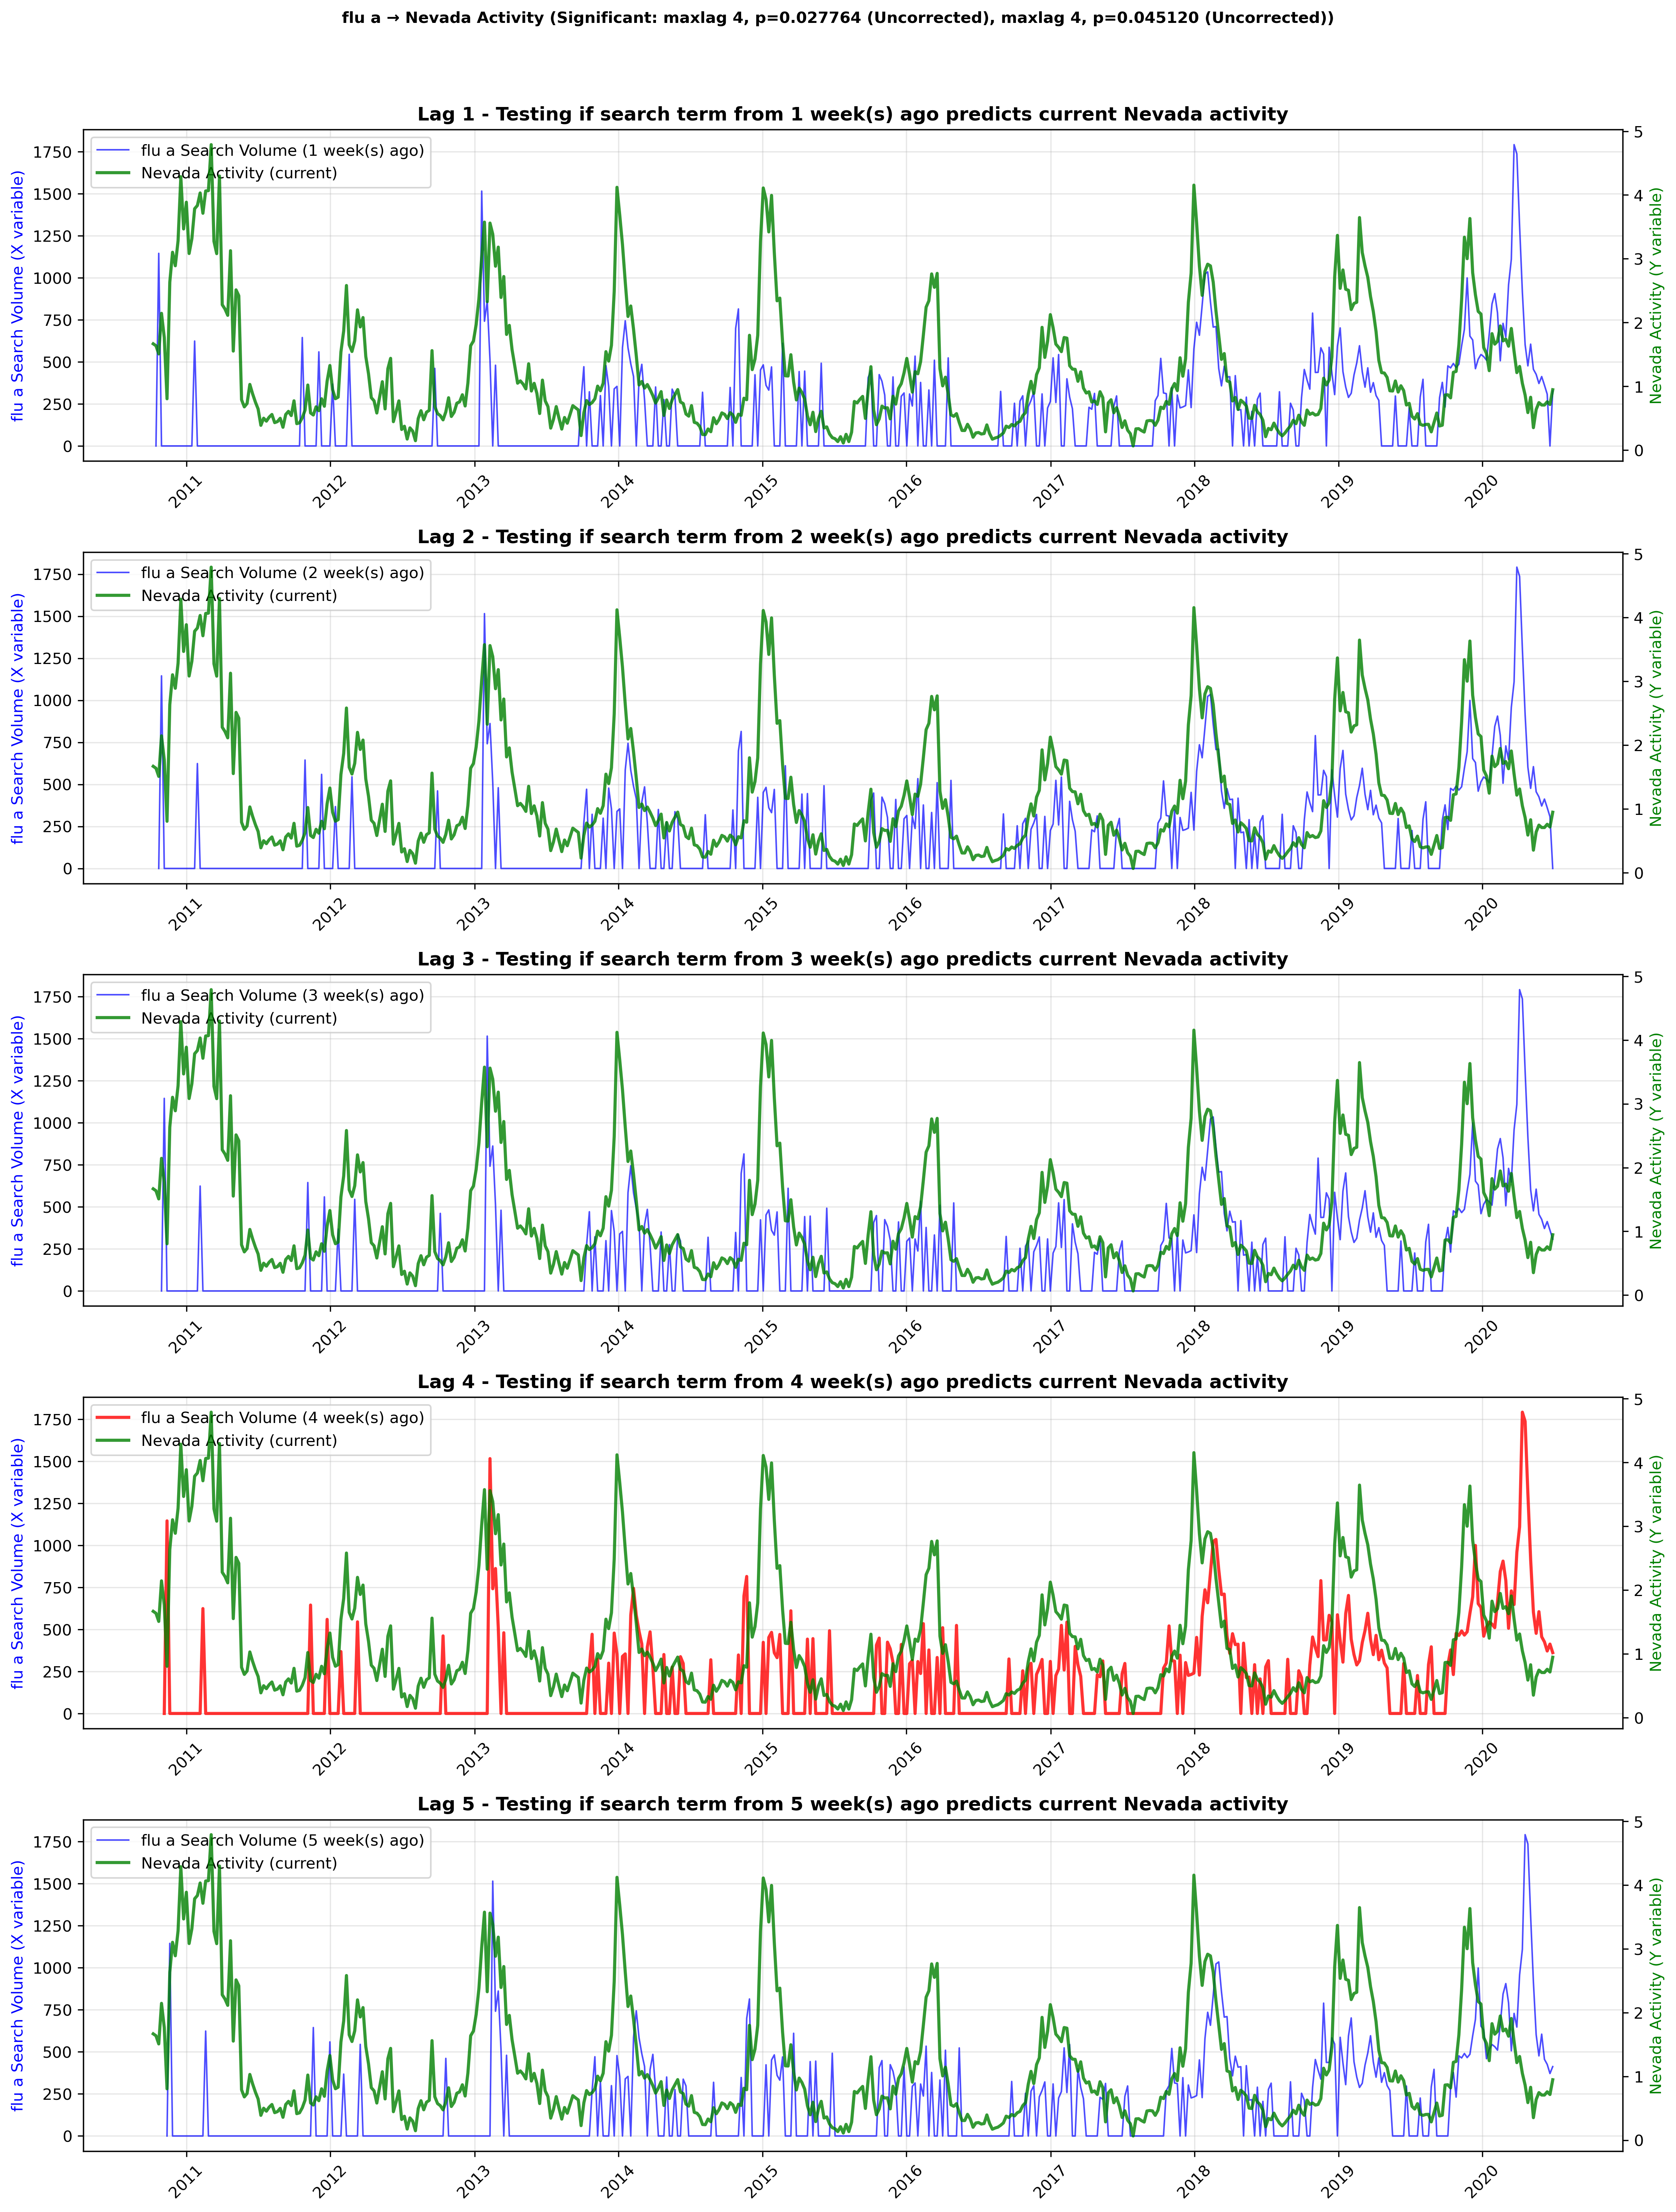 flu a → Nevada Activity (Significant: maxlag 4, p=0.027764 (Uncorrected), maxlag 4, p=0.045120 (Uncorrected))
Lag 1 - Testing if search term from 1 week(s) ago predicts current Nevada activity
flu a Search Volume (1 week(s) ago)
Nevada Activity (current)
flu a Search Volume (X variable)
1750
1500
1250
1000
750
500
250
0
5
4
3
2
1
0
Nevada Activity (Y variable)
2011 2012 2013 2014 2015 2016 2017 2018 2019 2020
Lag 2 - Testing if search term from 2 week(s) ago predicts current Nevada activity
flu a Search Volume (2 week(s) ago)
Nevada Activity (current)
flu a Search Volume (X variable)
1750
1500
1250
1000
750
500
250
0
5
4
3
2
1
0
Nevada Activity (Y variable)
2011 2012 2013 2014 2015 2016 2017 2018 2019 2020
Lag 3 - Testing if search term from 3 week(s) ago predicts current Nevada activity
flu a Search Volume (3 week(s) ago)
Nevada Activity (current)
flu a Search Volume (X variable)
1750
1500
1250
1000
750
500
250
0
5
4
3
2
1
0
Nevada Activity (Y variable)
2011 2012 2013 2014 2015 2016 2017 2018 2019 2020
Lag 4 - Testing if search term from 4 week(s) ago predicts current Nevada activity
flu a Search Volume (4 week(s) ago)
Nevada Activity (current)
flu a Search Volume (X variable)
1750
1500
1250
1000
750
500
250
0
5
4
3
2
1
0
Nevada Activity (Y variable)
2011 2012 2013 2014 2015 2016 2017 2018 2019 2020
Lag 5 - Testing if search term from 5 week(s) ago predicts current Nevada activity
flu a Search Volume (5 week(s) ago)
Nevada Activity (current)
flu a Search Volume (X variable)
1750
1500
1250
1000
750
500
250
0
5
4
3
2
1
0
Nevada Activity (Y variable)
2011 2012 2013 2014 2015 2016 2017 2018 2019 2020